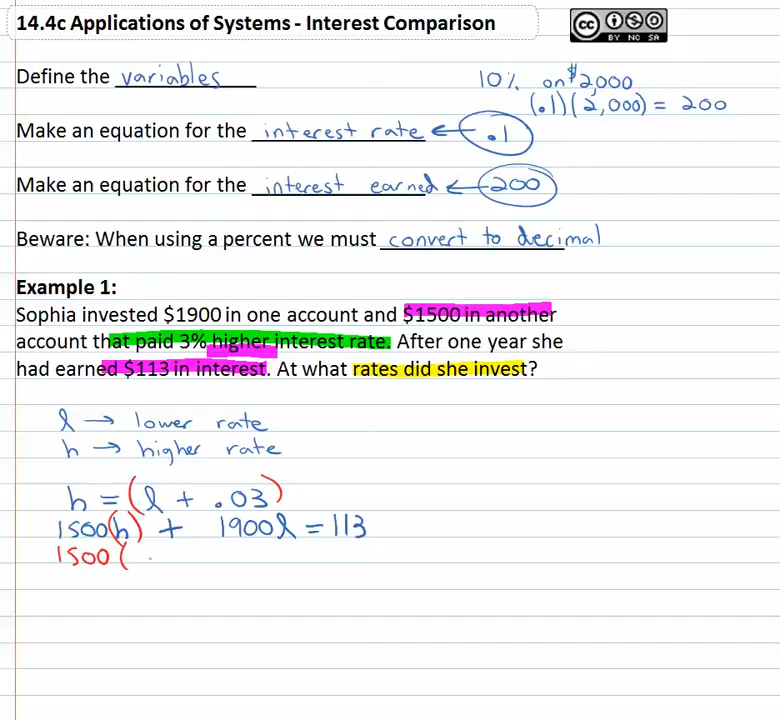 14.4c Applications of Systems - Interest Comparison
cc BY NC SA
Define the variables
10% on $2,000
(.1)(2,000) = 200
Make an equation for the interest rate ← .1
Make an equation for the interest earned ← 200
Beware: When using a percent we must convert to decimal
Example 1:
Sophia invested $1900 in one account and $1500 in another
account that paid 3% higher interest rate. After one year she
had earned $113 in interest. At what rates did she invest?
l → lower rate
h → higher rate
h = (l + .03)
1500(h) + 1900l = 113
1500(